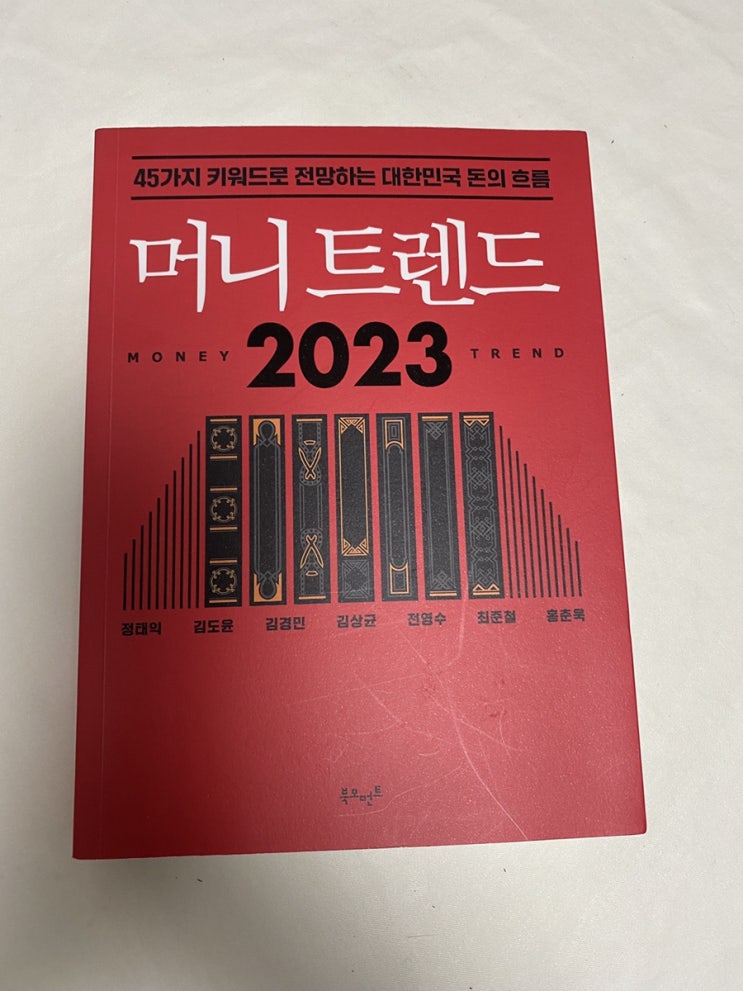 45가지 키워드로 전망하는 대한민국 돈의 흐름
머니 트렌드
MONEY 2023 TREND
정태익 김도윤 김경민 김상균 전영수 최준철 홍춘욱
북모먼트